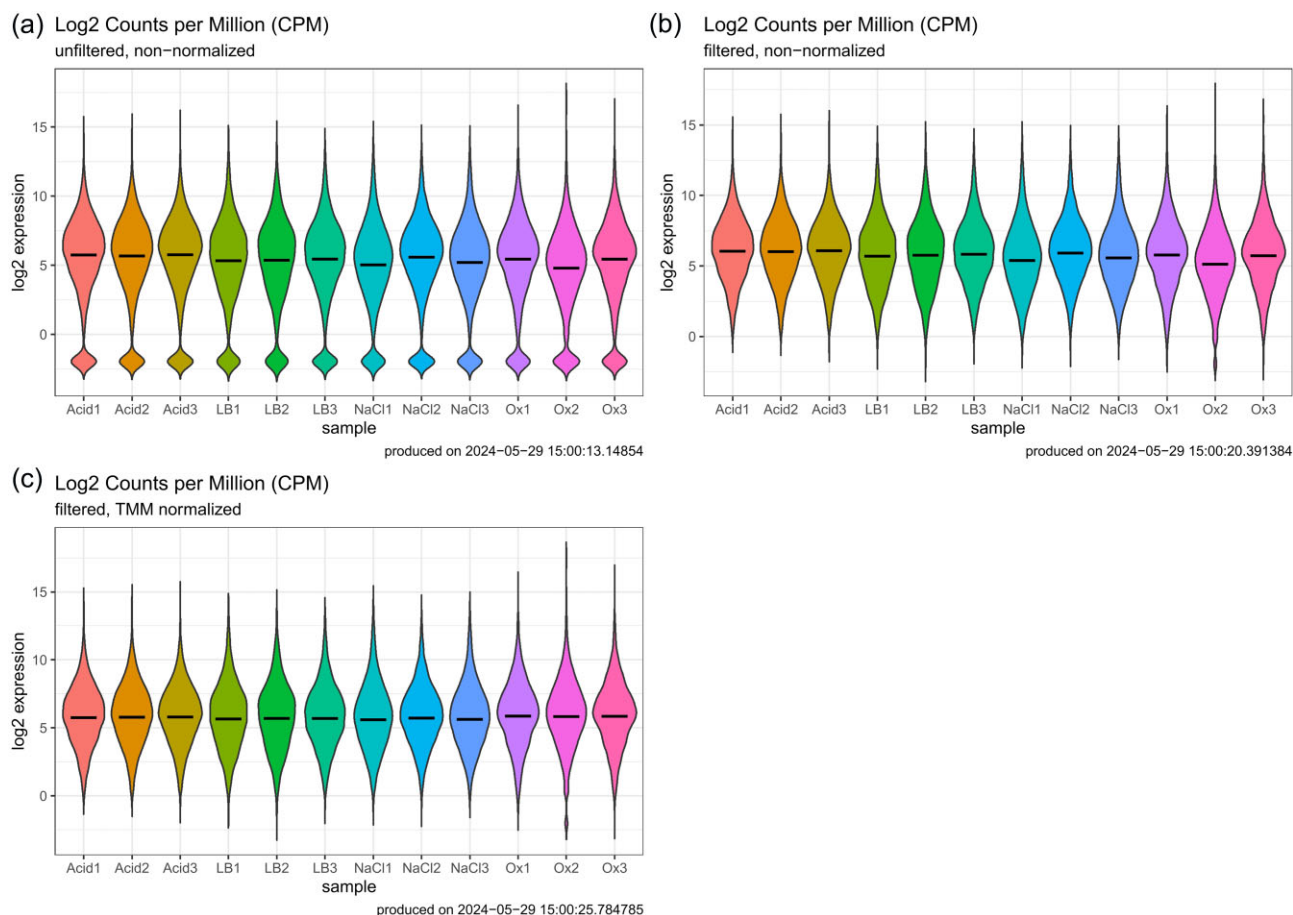 (a) Log2 Counts per Million (CPM)
unfiltered, non−normalized
log2 expression
15
10
5
0
Acid1 Acid2 Acid3 LB1 LB2 LB3 NaCl1 NaCl2 NaCl3 Ox1 Ox2 Ox3
sample
produced on 2024−05−29 15:00:13.14854
(b) Log2 Counts per Million (CPM)
filtered, non−normalized
log2 expression
15
10
5
0
Acid1 Acid2 Acid3 LB1 LB2 LB3 NaCl1 NaCl2 NaCl3 Ox1 Ox2 Ox3
sample
produced on 2024−05−29 15:00:20.391384
(c) Log2 Counts per Million (CPM)
filtered, TMM normalized
log2 expression
15
10
5
0
Acid1 Acid2 Acid3 LB1 LB2 LB3 NaCl1 NaCl2 NaCl3 Ox1 Ox2 Ox3
sample
produced on 2024−05−29 15:00:25.784785